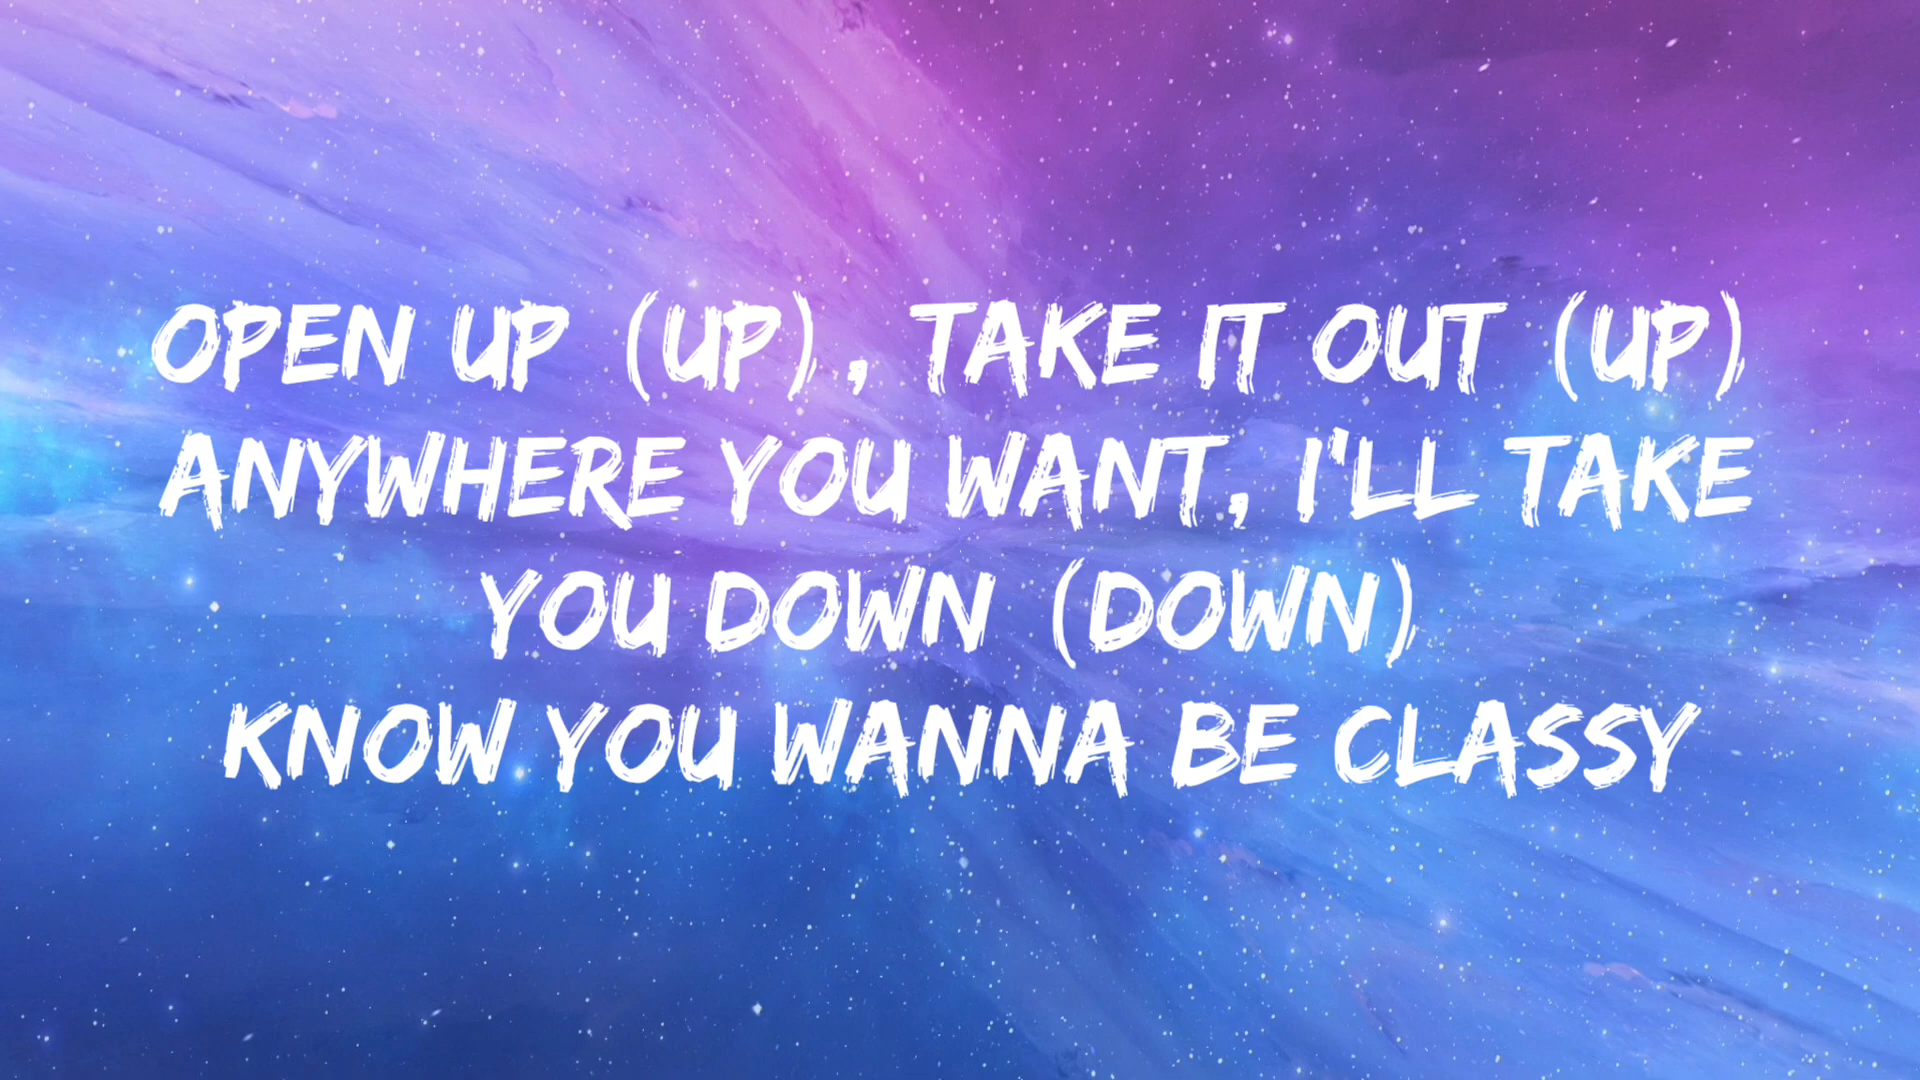 OPEN UP (UP), TAKE IT OUT (UP)
ANYWHERE YOU WANT, I'LL TAKE
YOU DOWN (DOWN)
KNOW YOU WANNA BE CLASSY